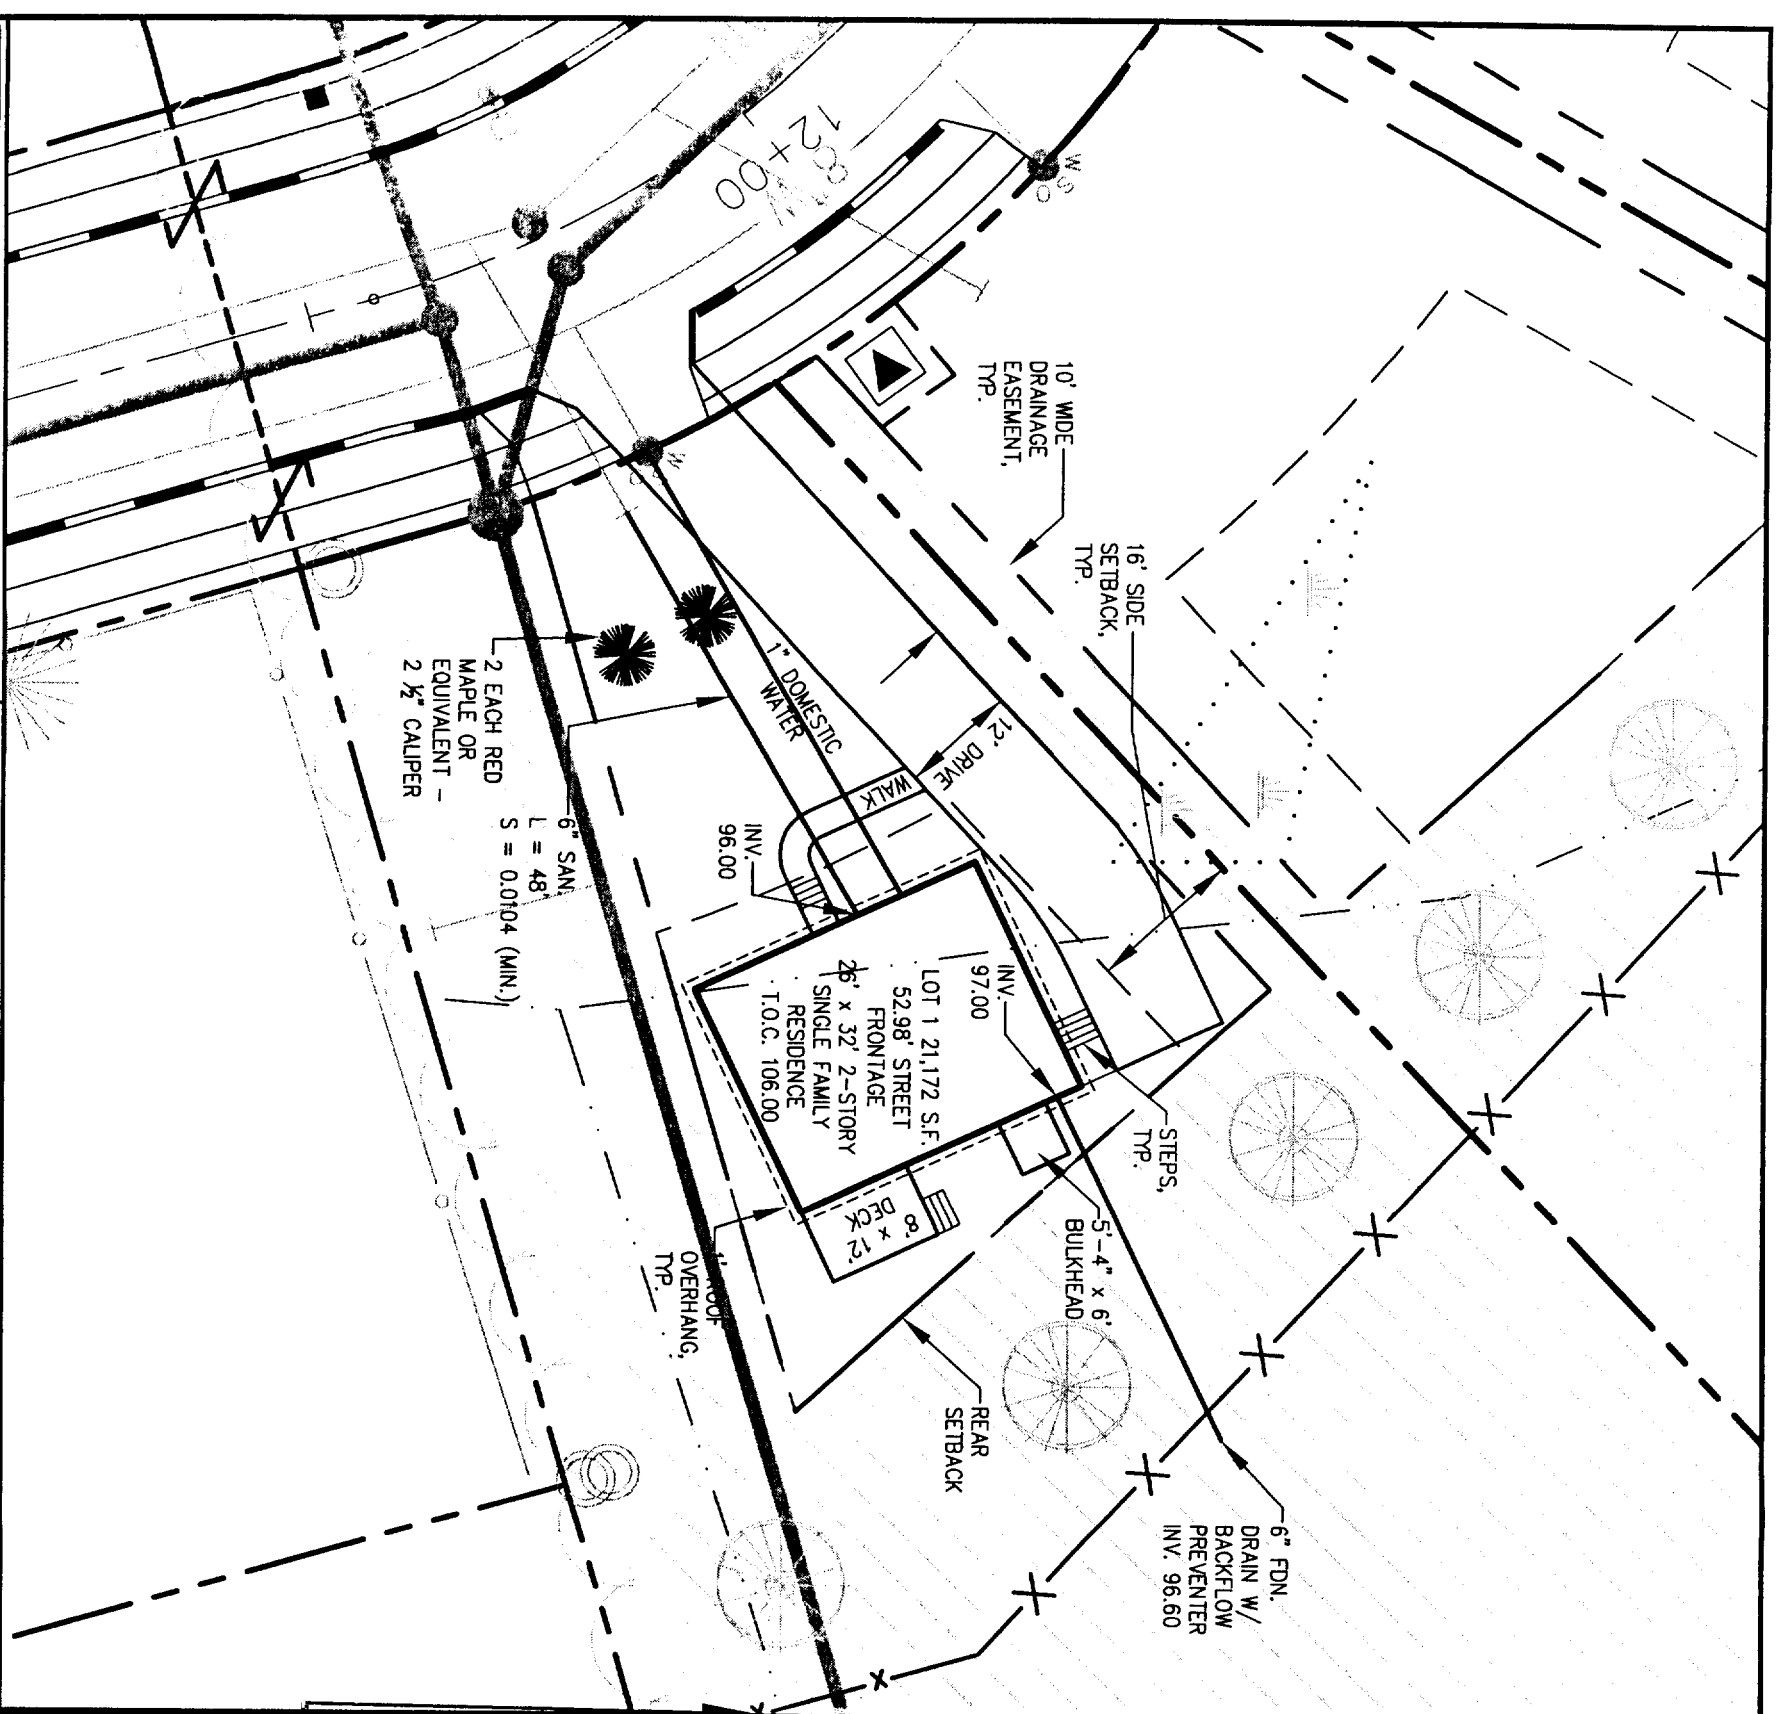 12+00
8"W
W
S
O
10' WIDE
DRAINAGE
EASEMENT,
TYP.
16' SIDE
SETBACK,
TYP.
W
1" DOMESTIC
WATER
12' DRIVE
WALK
2 EACH RED
MAPLE OR
EQUIVALENT –
2 ½" CALIPER
6" SAN.
L = 48'
S = 0.0104 (MIN.)
INV.
96.00
INV.
97.00
LOT 1 21,172 S.F.
52.98' STREET
FRONTAGE
26' x 32' 2-STORY
SINGLE FAMILY
RESIDENCE
T.O.C. 106.00
STEPS,
TYP.
5'-4" x 6'
BULKHEAD
8' x 12'
DECK
1' ROOF
OVERHANG,
TYP.
REAR
SETBACK
6" FDN.
DRAIN W/
BACKFLOW
PREVENTER
INV. 96.60